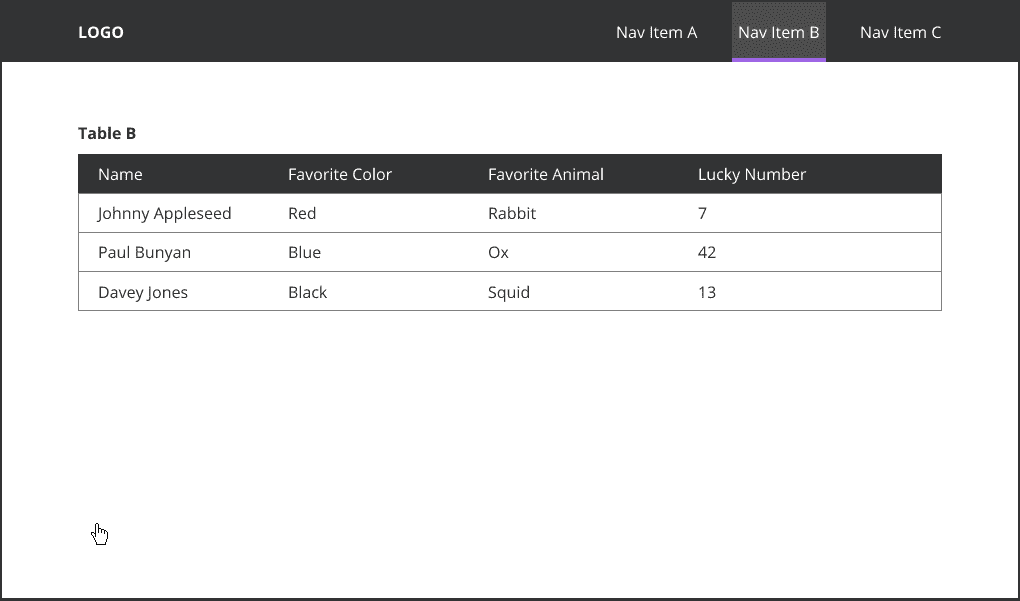 LOGO Nav Item A Nav Item B Nav Item C
Table B
Name Favorite Color Favorite Animal Lucky Number
Johnny Appleseed Red Rabbit 7
Paul Bunyan Blue Ox 42
Davey Jones Black Squid 13